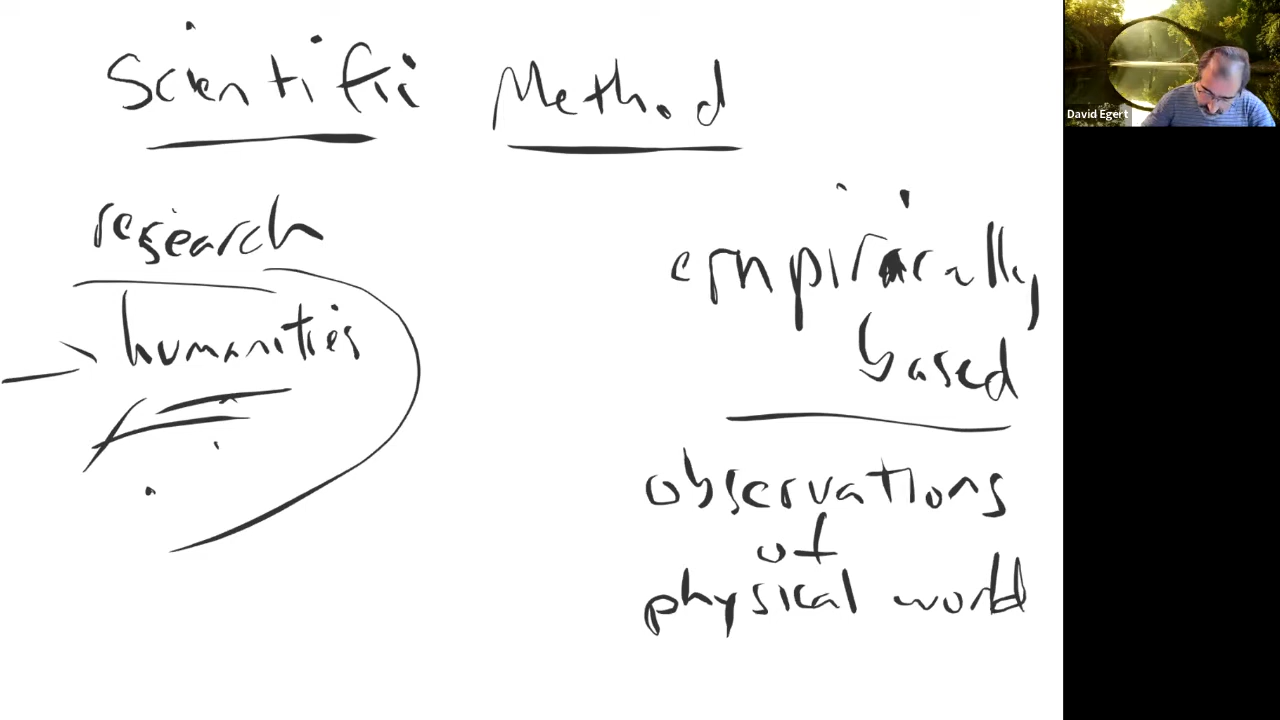 Scientific Method
research
humanities
empirically
based
observations
of
physical world
David Egert